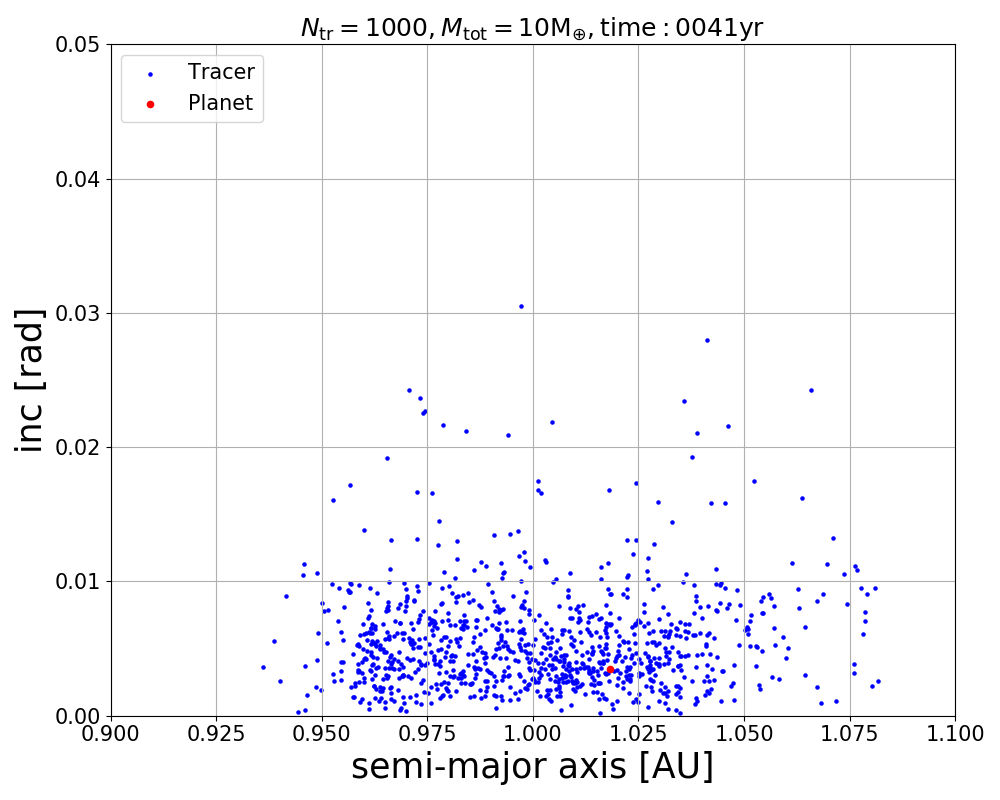 N_tr = 1000, M_tot = 10M_⊕, time : 0041yr
0.05
Tracer
Planet
0.04
0.03
inc [rad]
0.02
0.01
0.00
0.900 0.925 0.950 0.975 1.000 1.025 1.050 1.075 1.100
semi-major axis [AU]